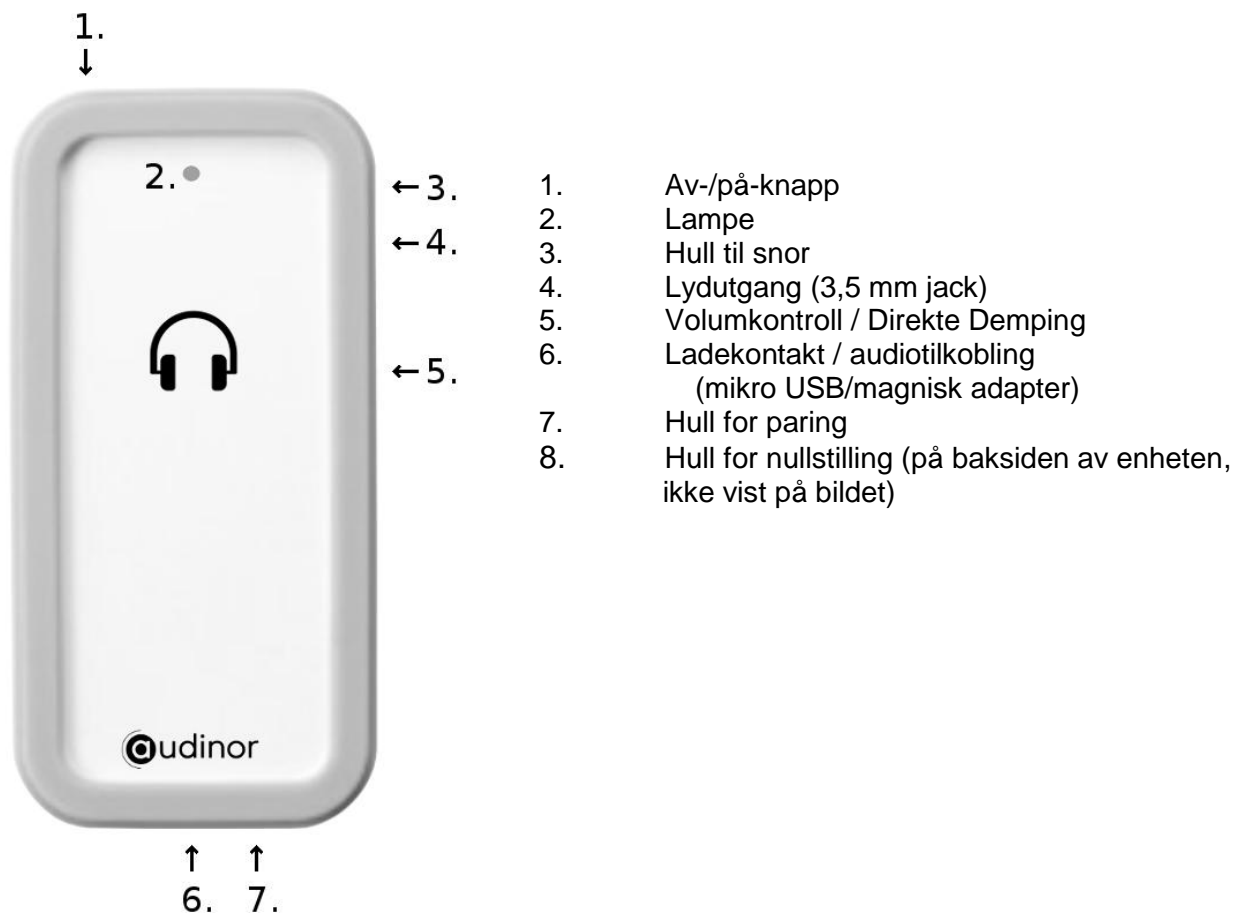 1.
↓
2.
←3.
←4.
←5.
audinor
↑ ↑
6. 7.
1. Av-/på-knapp
2. Lampe
3. Hull til snor
4. Lydutgang (3,5 mm jack)
5. Volumkontroll / Direkte Demping
6. Ladekontakt / audiotilkobling
(mikro USB/magnisk adapter)
7. Hull for paring
8. Hull for nullstilling (på baksiden av enheten,
ikke vist på bildet)